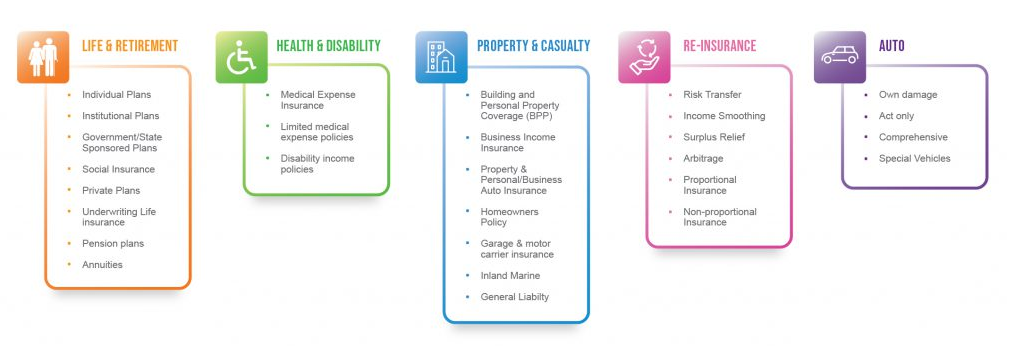 LIFE & RETIREMENT
Individual Plans
Institutional Plans
Government/State
Sponsored Plans
Social Insurance
Private Plans
Underwriting Life
insurance
Pension plans
Annuities
HEALTH & DISABILITY
Medical Expense
Insurance
Limited medical
expense policies
Disability income
policies
PROPERTY & CASUALTY
Building and
Personal Property
Coverage (BPP)
Business Income
Insurance
Property &
Personal/Business
Auto Insurance
Homeowners
Policy
Garage & motor
carrier insurance
Inland Marine
General Liabilty
RE-INSURANCE
Risk Transfer
Income Smoothing
Surplus Relief
Arbitrage
Proportional
Insurance
Non-proportional
Insurance
AUTO
Own damage
Act only
Comprehensive
Special Vehicles